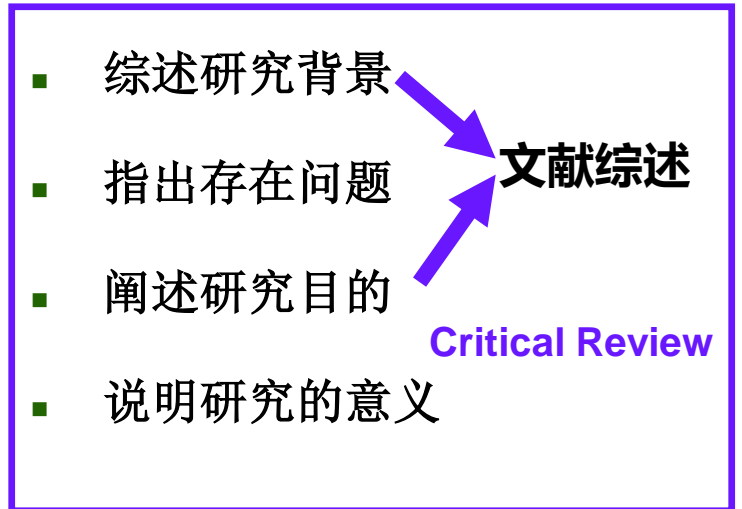 综述研究背景
文献综述
指出存在问题
阐述研究目的
Critical Review
说明研究的意义